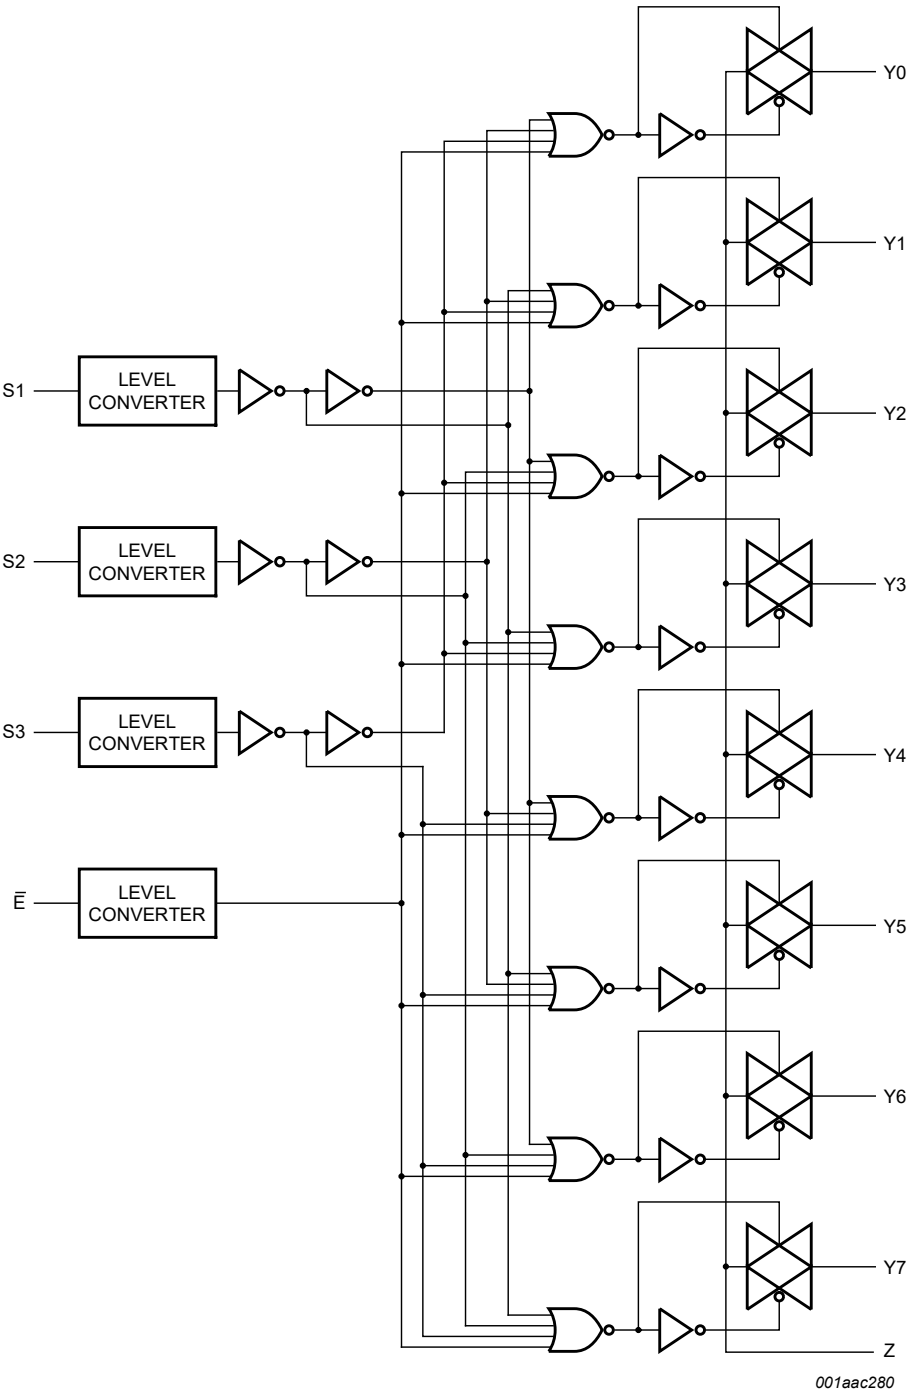 Y0
Y1
S1
LEVEL
CONVERTER
Y2
S2
LEVEL
CONVERTER
Y3
S3
LEVEL
CONVERTER
Y4
E̅
LEVEL
CONVERTER
Y5
Y6
Y7
Z
001aac280